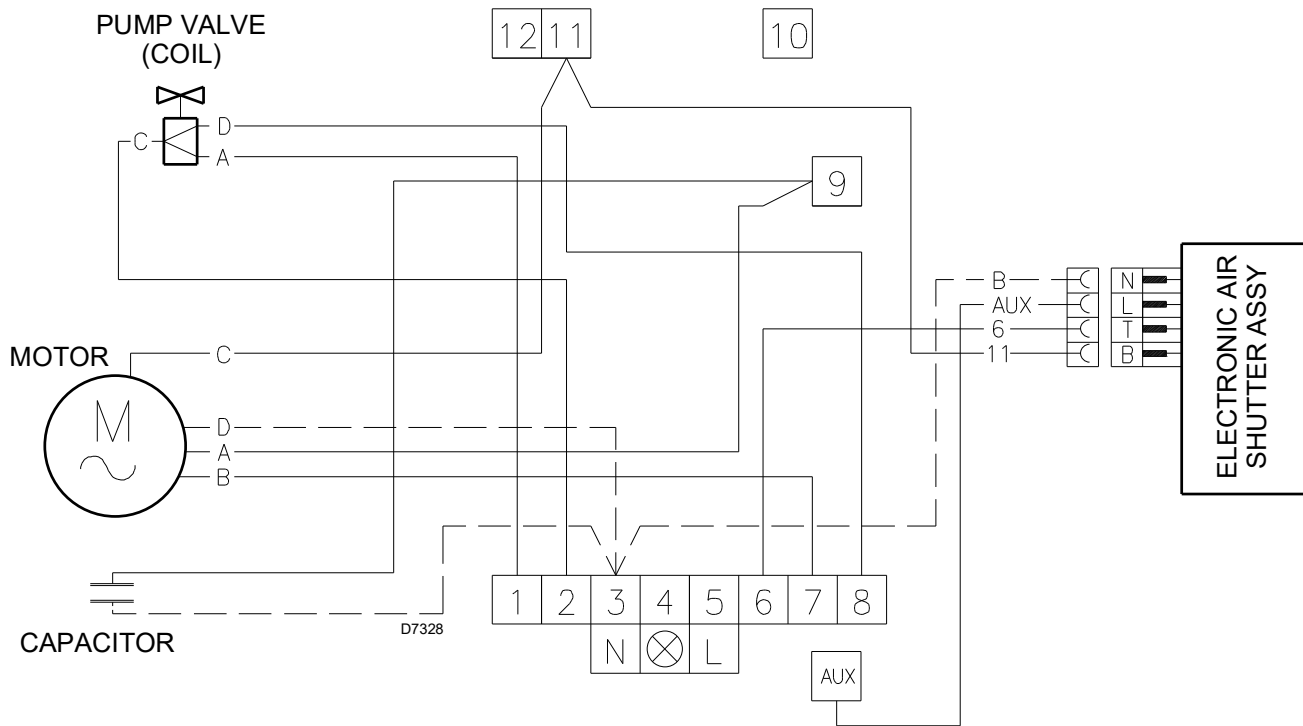 PUMP VALVE
(COIL)
12 11
10
D
C
A
9
B N
AUX L
6 T
11 B
ELECTRONIC AIR
SHUTTER ASSY
MOTOR
C
M
D
A
B
1 2 3 4 5 6 7 8
N L
CAPACITOR
D7328
AUX